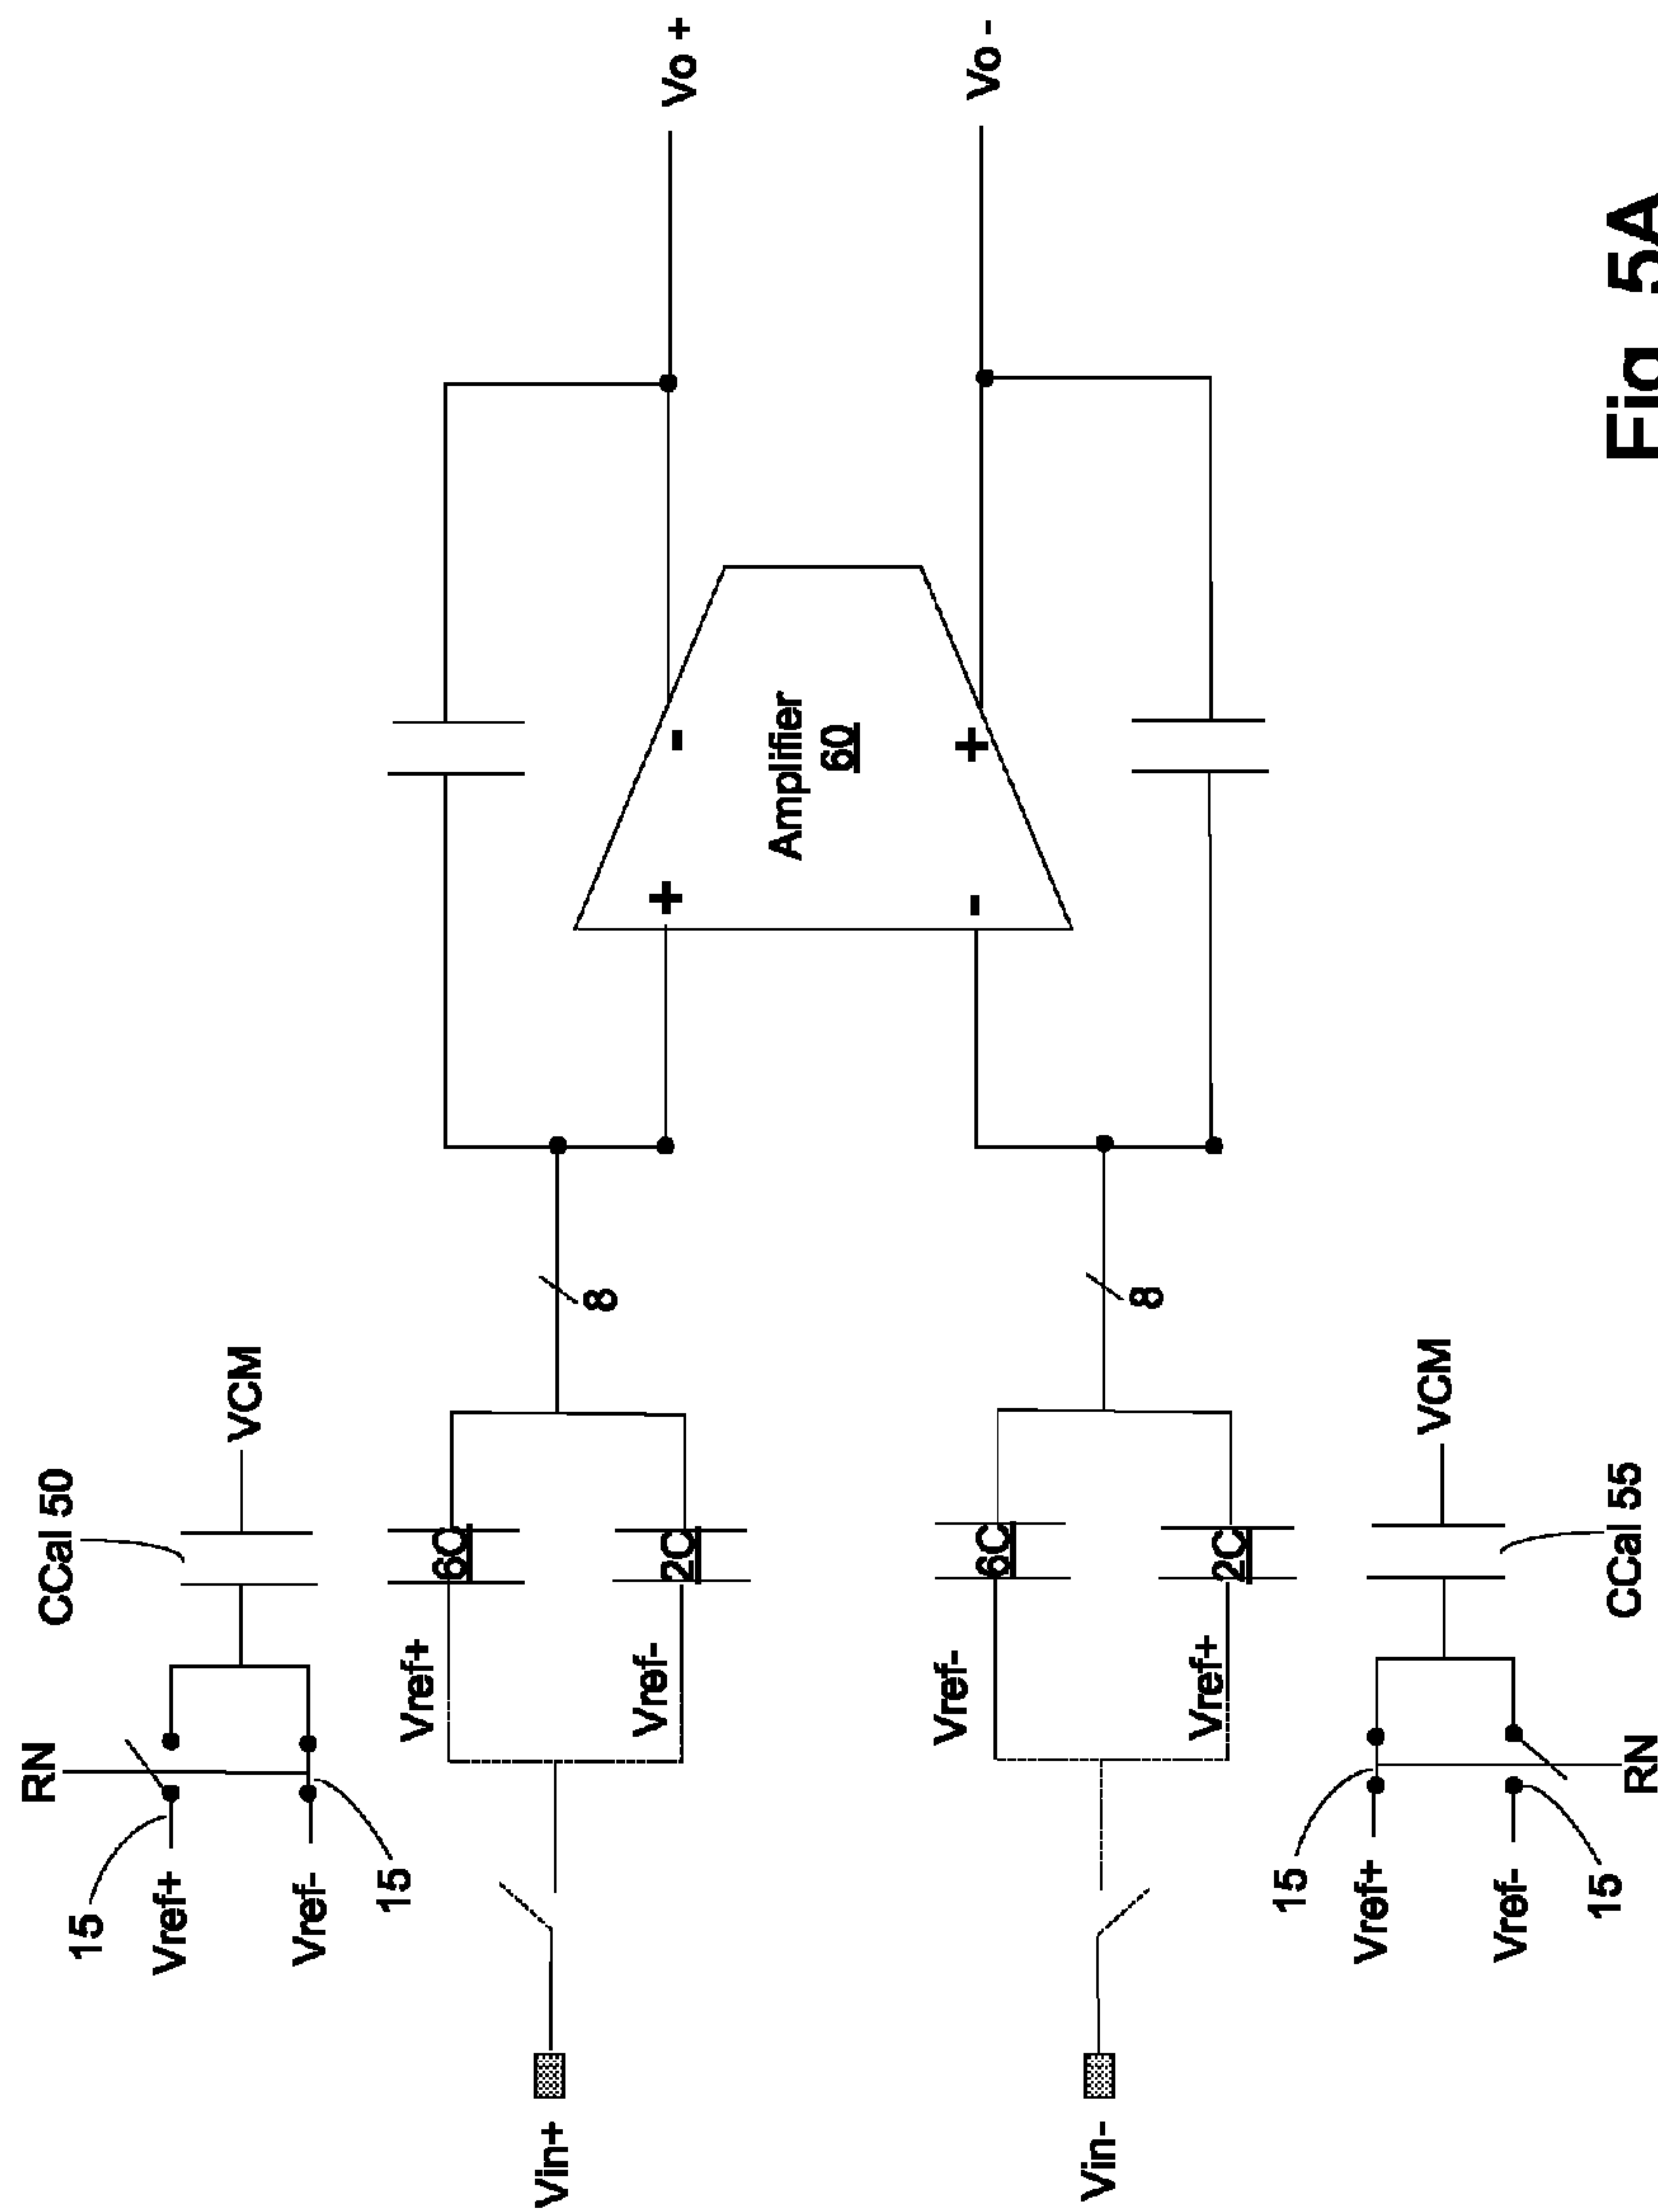 RN
CCal 50
VCM
15
Vref+
Vref-
15
Vref+
6C
Vref-
2C
8
Vin+
+
-
Vo +
Amplifier
60
-
+
Vo -
Vref-
6C
Vref+
2C
8
Vin-
15
Vref+
Vref-
15
VCM
CCal 55
RN
Fig. 5A